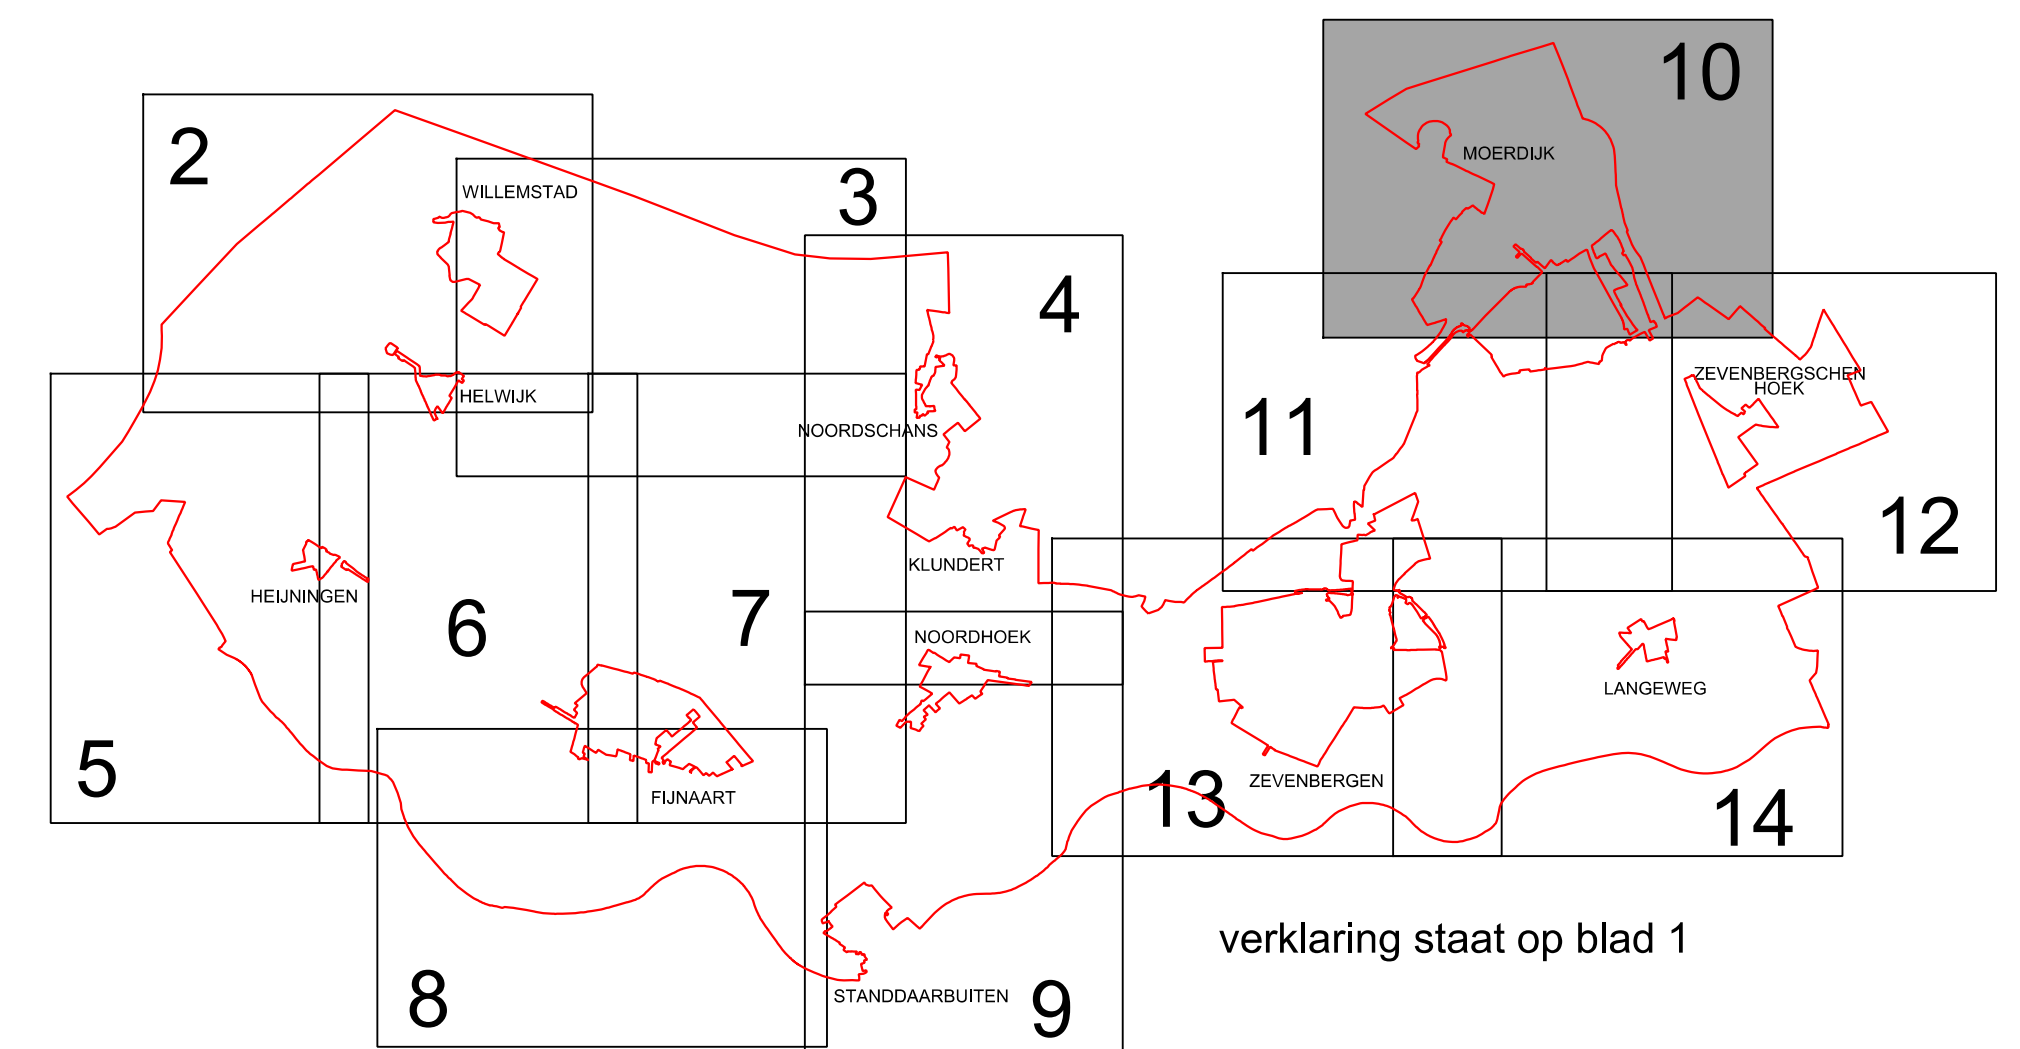 10
2
MOERDIJK
WILLEMSTAD
3
4
ZEVENBERGSCHEN
HOEK
HELWIJK
11
NOORDSCHANS
12
KLUNDERT
HEIJNINGEN
6
7
NOORDHOEK
LANGEWEG
5
ZEVENBERGEN
FIJNAART
13
14
verklaring staat op blad 1
8
STANDDAARBUITEN
9